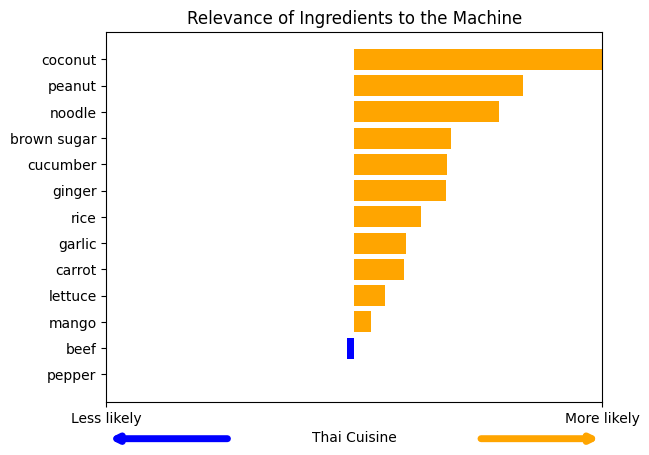 Relevance of Ingredients to the Machine
coconut
peanut
noodle
brown sugar
cucumber
ginger
rice
garlic
carrot
lettuce
mango
beef
pepper
Less likely
More likely
Thai Cuisine